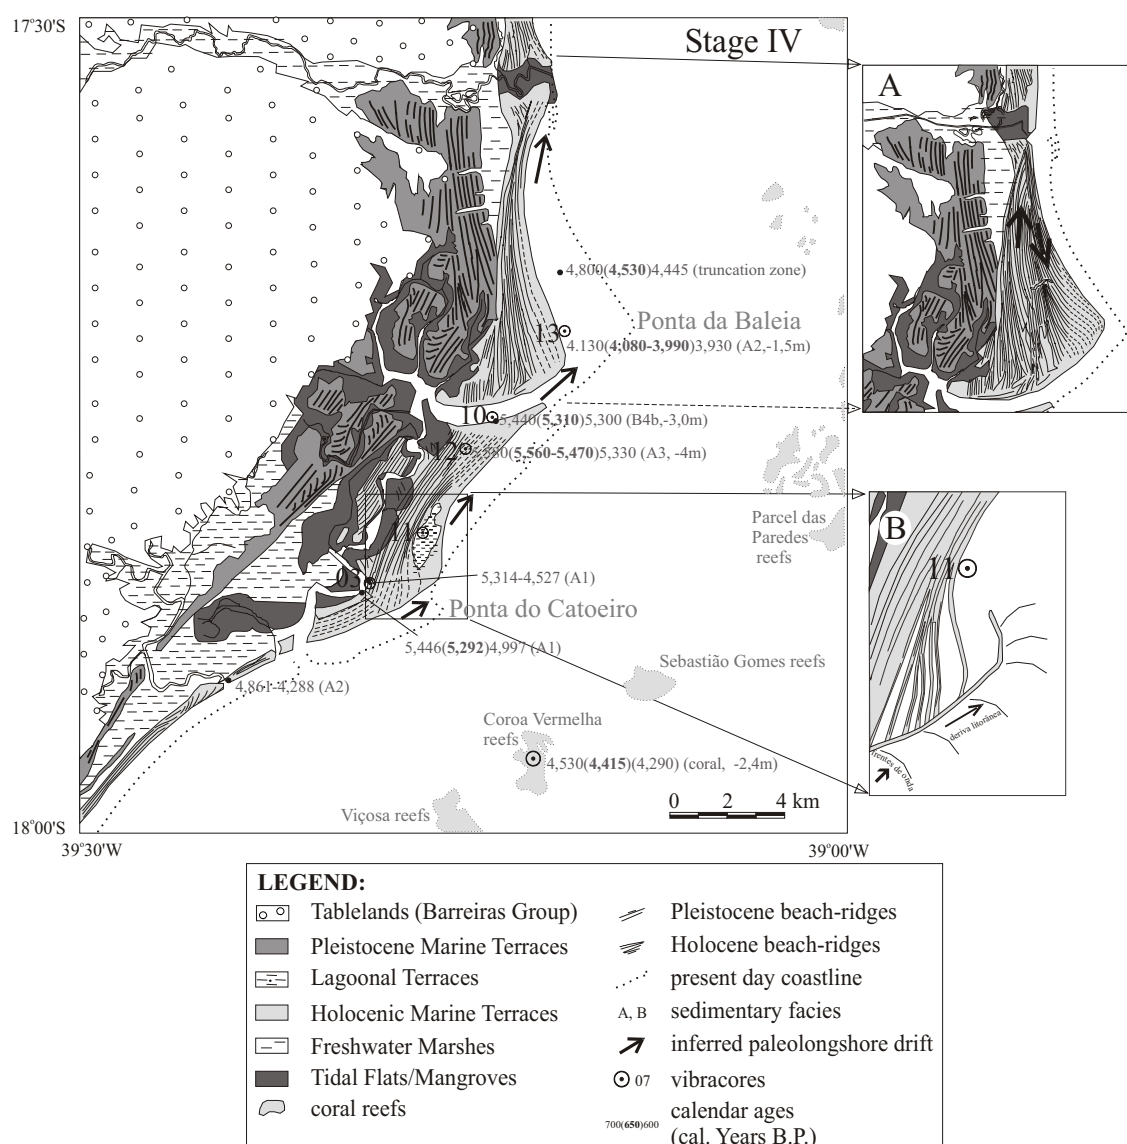 17°30'S
Stage IV
A
4,800(4,530)4,445 (truncation zone)
Ponta da Baleia
13
4.130(4,080-3,990)3,930 (A2,-1,5m)
10
5,440(5,310)5,300 (B4b,-3,0m)
12
(5,560-5,470)5,330 (A3, -4m)
Parcel das
Paredes
reefs
B
11
11
03
5,314-4,527 (A1)
Ponta do Catoeiro
5,446(5,292)4,997 (A1)
Sebastião Gomes reefs
4,861-4,288 (A2)
Coroa Vermelha
reefs
4,530(4,415)(4,290) (coral, -2,4m)
deriva litorânea
frentes de onda
Viçosa reefs
0 2 4 km
18°00'S
39°30'W
39°00'W
LEGEND:
Tablelands (Barreiras Group)
Pleistocene Marine Terraces
Lagoonal Terraces
Holocenic Marine Terraces
Freshwater Marshes
Tidal Flats/Mangroves
coral reefs
Pleistocene beach-ridges
Holocene beach-ridges
present day coastline
A, B sedimentary facies
inferred paleolongshore drift
07 vibracores
700(650)600 calendar ages
(cal. Years B.P.)